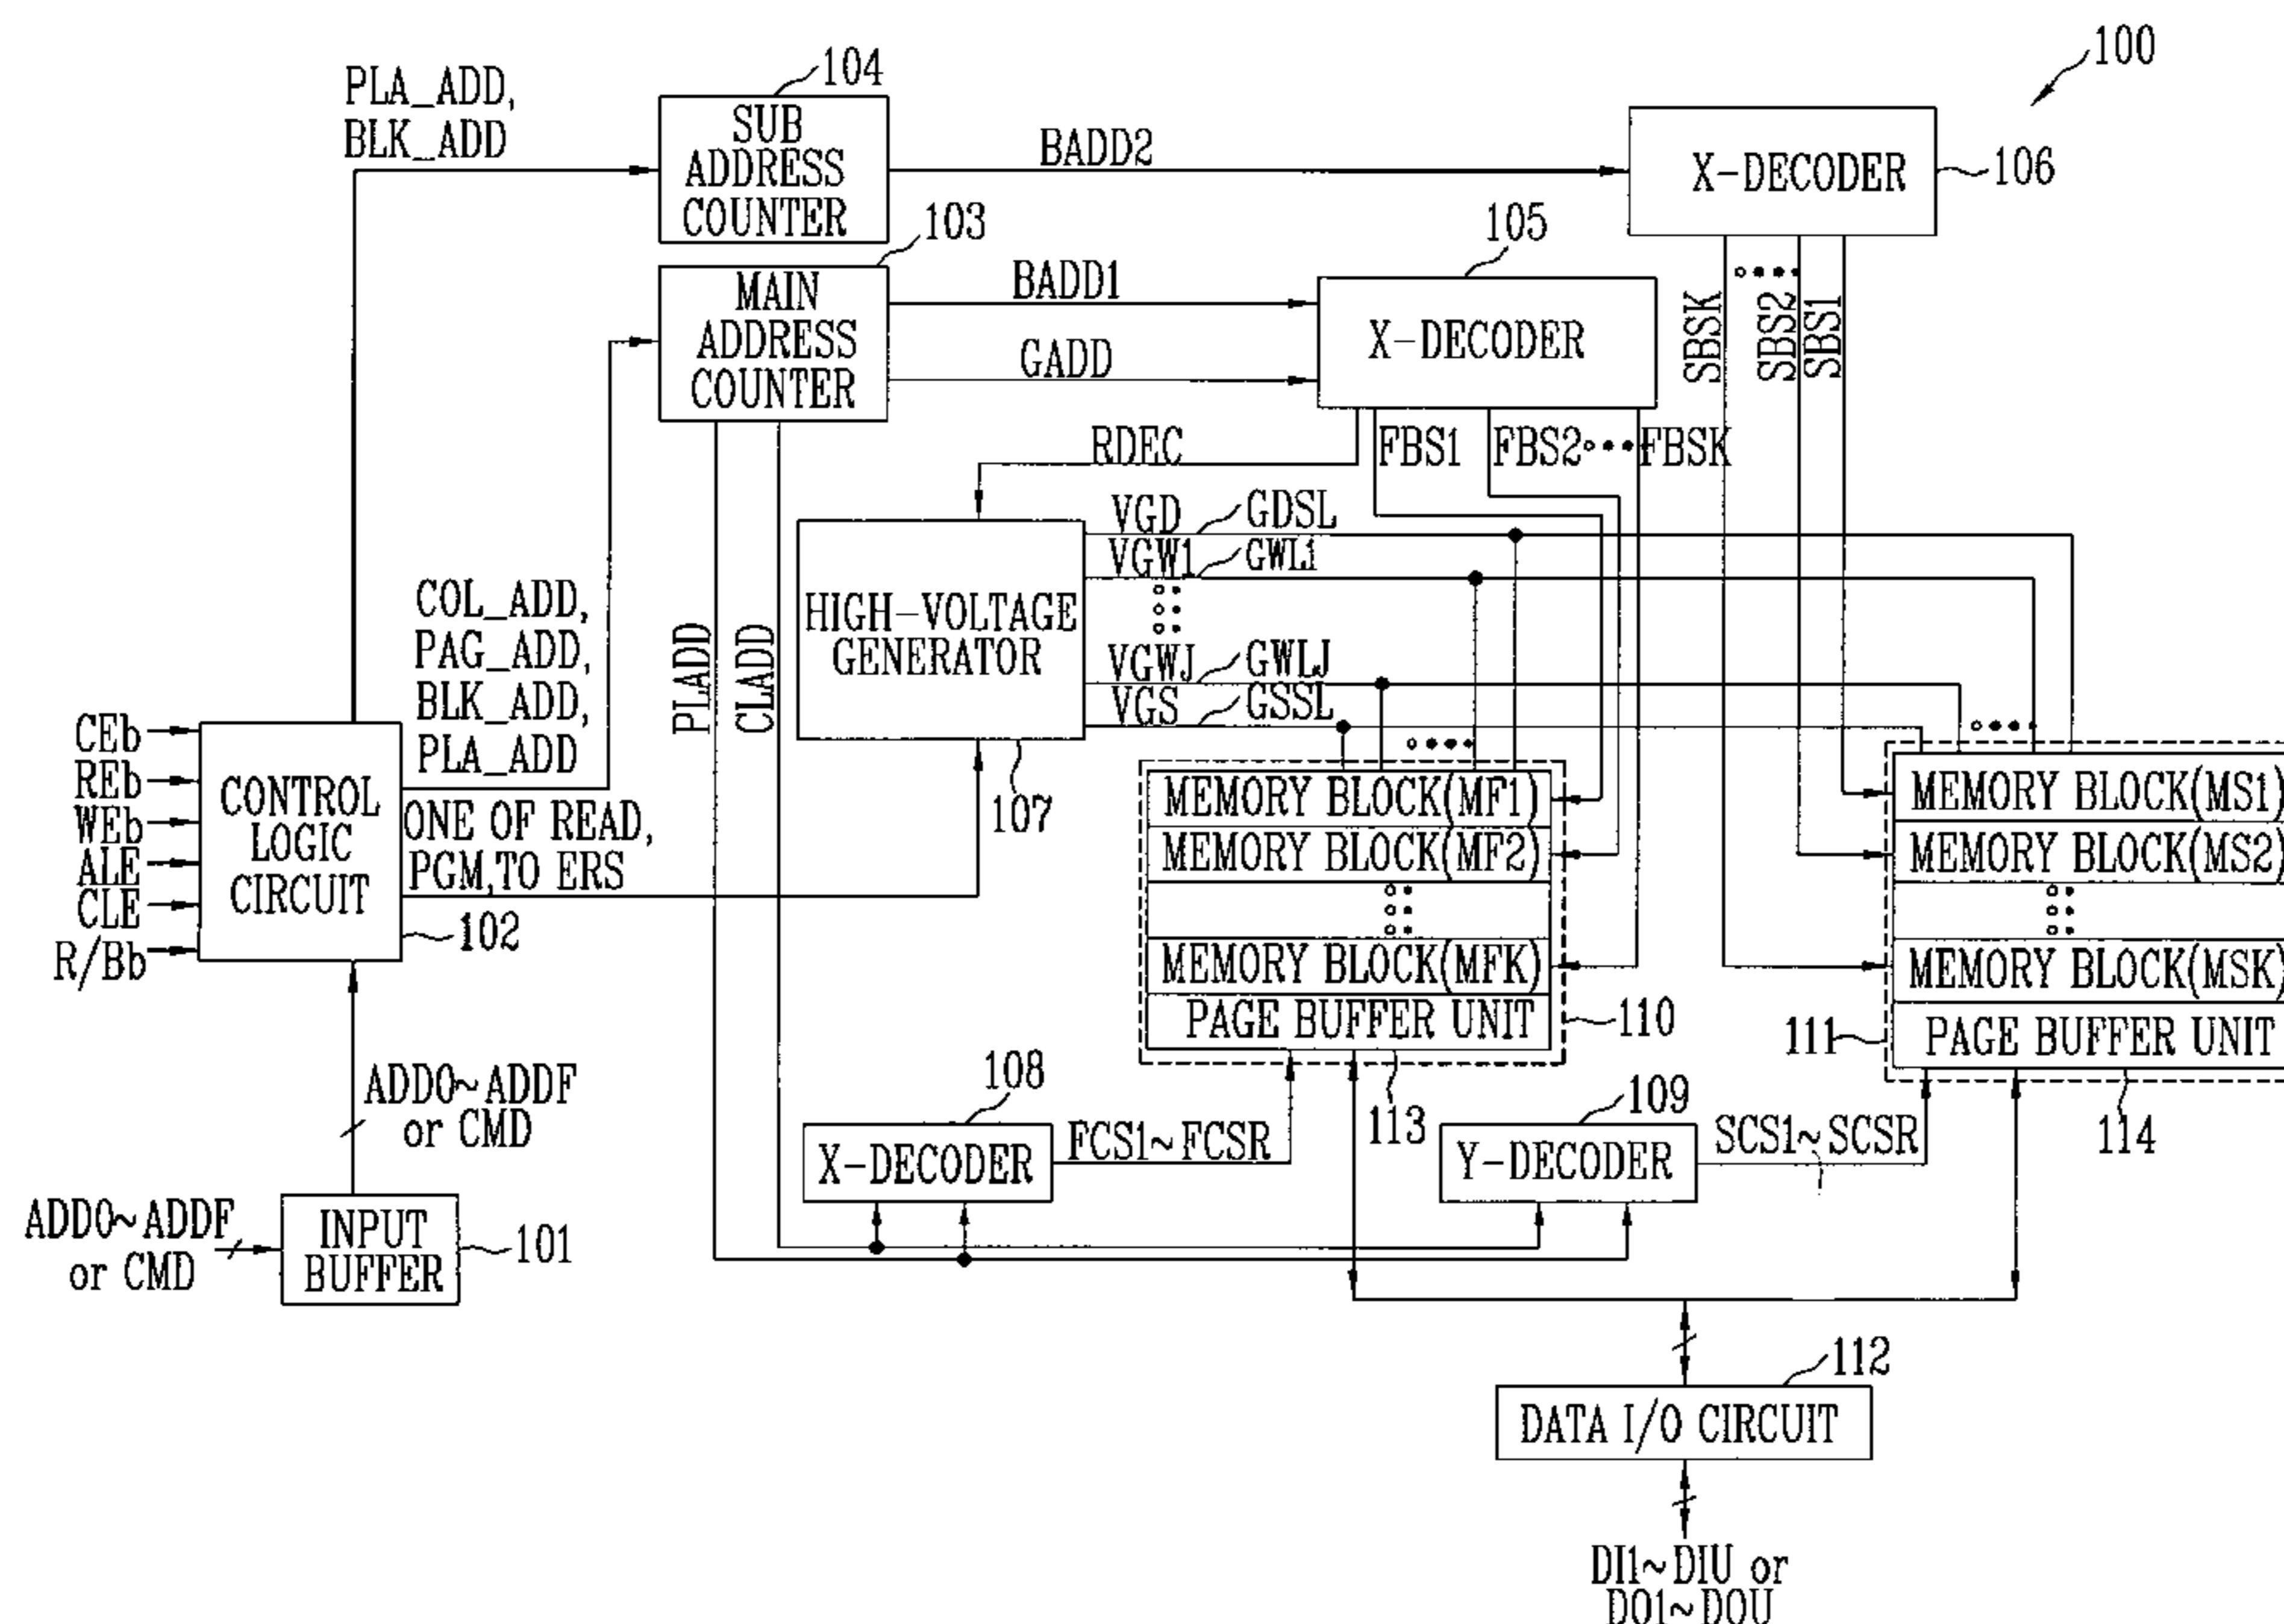 100
104
PLA_ADD,
BLK_ADD
SUB
ADDRESS
COUNTER
BADD2
X-DECODER
106
103
MAIN
ADDRESS
COUNTER
BADD1
GADD
105
X-DECODER
SBSK
SBS2
SBS1
RDEC
FBS1
FBS2
FBSK
VGD
GDSL
VGW1
GWL1
HIGH-VOLTAGE
GENERATOR
VGWJ
GWLJ
VGS
GSSL
107
PLADD
CLADD
COL_ADD,
PAG_ADD,
BLK_ADD,
PLA_ADD
CEb
REb
WEb
ALE
CLE
R/Bb
CONTROL
LOGIC
CIRCUIT
102
ONE OF READ,
PGM,TO ERS
MEMORY BLOCK(MF1)
MEMORY BLOCK(MF2)
MEMORY BLOCK(MFK)
PAGE BUFFER UNIT
110
113
MEMORY BLOCK(MS1)
MEMORY BLOCK(MS2)
MEMORY BLOCK(MSK)
PAGE BUFFER UNIT
111
114
ADD0~ADDF
or CMD
108
X-DECODER
FCS1~FCSR
109
Y-DECODER
SCS1~SCSR
ADD0~ADDF
or CMD
INPUT
BUFFER
101
112
DATA I/O CIRCUIT
DI1~DIU or
DO1~DOU